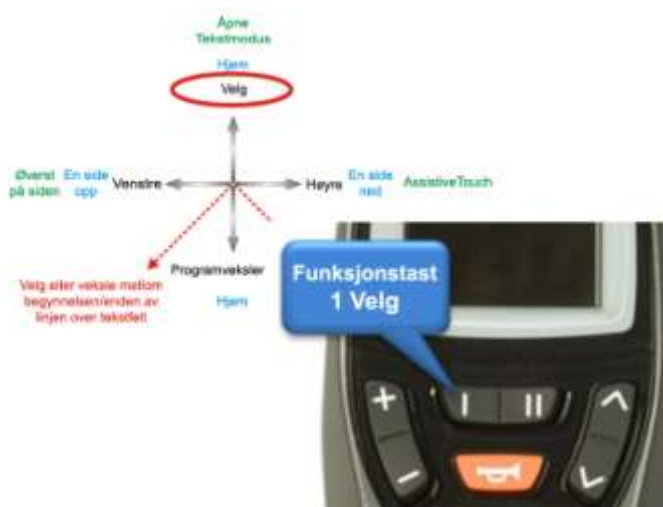 Åpne
Tekstmodus
Hjem
Velg
Øverst
på siden
En side
opp
Venstre
Høyre
En side
ned
AssistiveTouch
Programveksler
Hjem
Velg eller veksle mellom
begynnelsen/enden av
linjen over tekstfelt
Funksjonstast
1 Velg
+
I
II
−